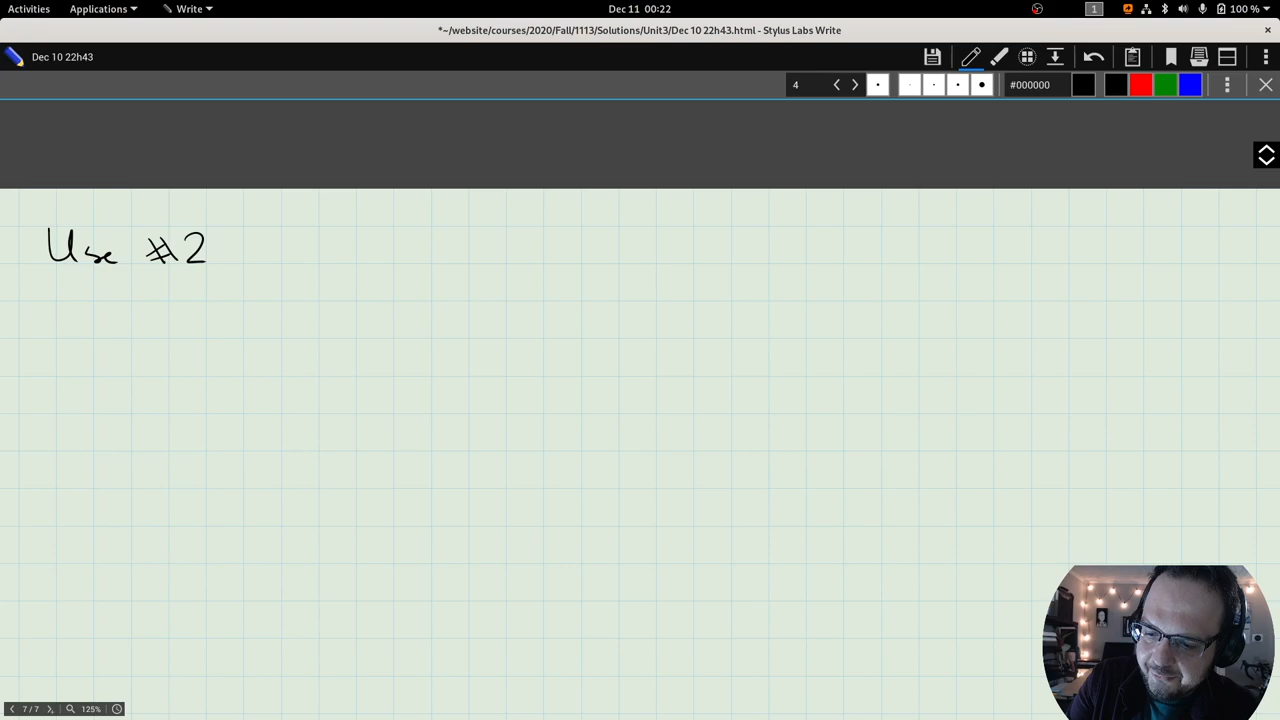 Activities Applications Write Dec 11 00:22 1 100 %
*~/website/courses/2020/Fall/1113/Solutions/Unit3/Dec 10 22h43.html - Stylus Labs Write ×
Dec 10 22h43
4 #000000
Use #2
7 / 7 125%